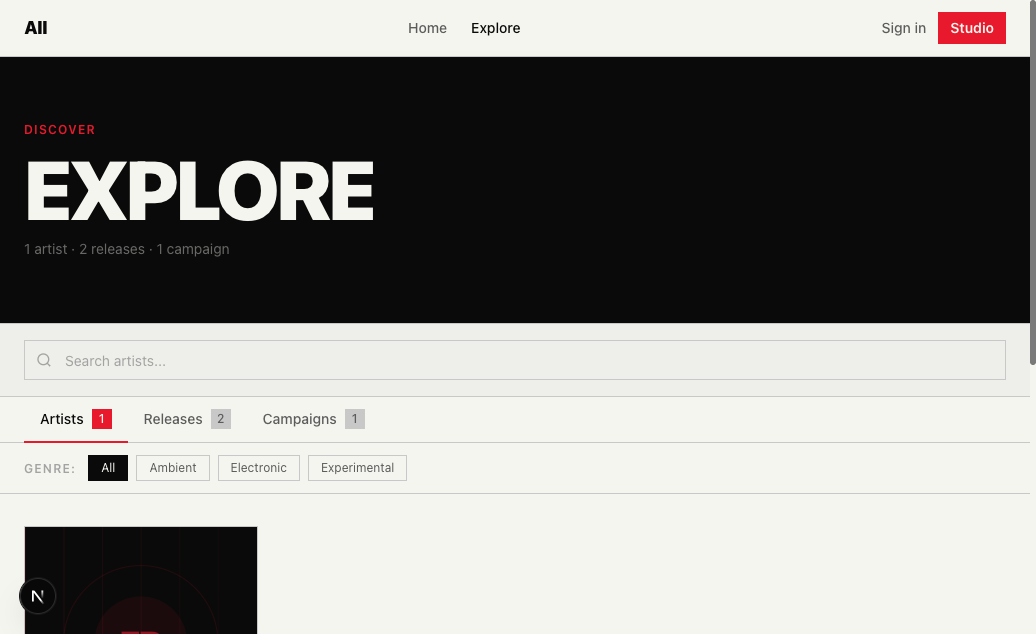 All
Home
Explore
Sign in
Studio
DISCOVER
EXPLORE
1 artist · 2 releases · 1 campaign
Search artists...
Artists 1
Releases 2
Campaigns 1
GENRE:
All
Ambient
Electronic
Experimental
N